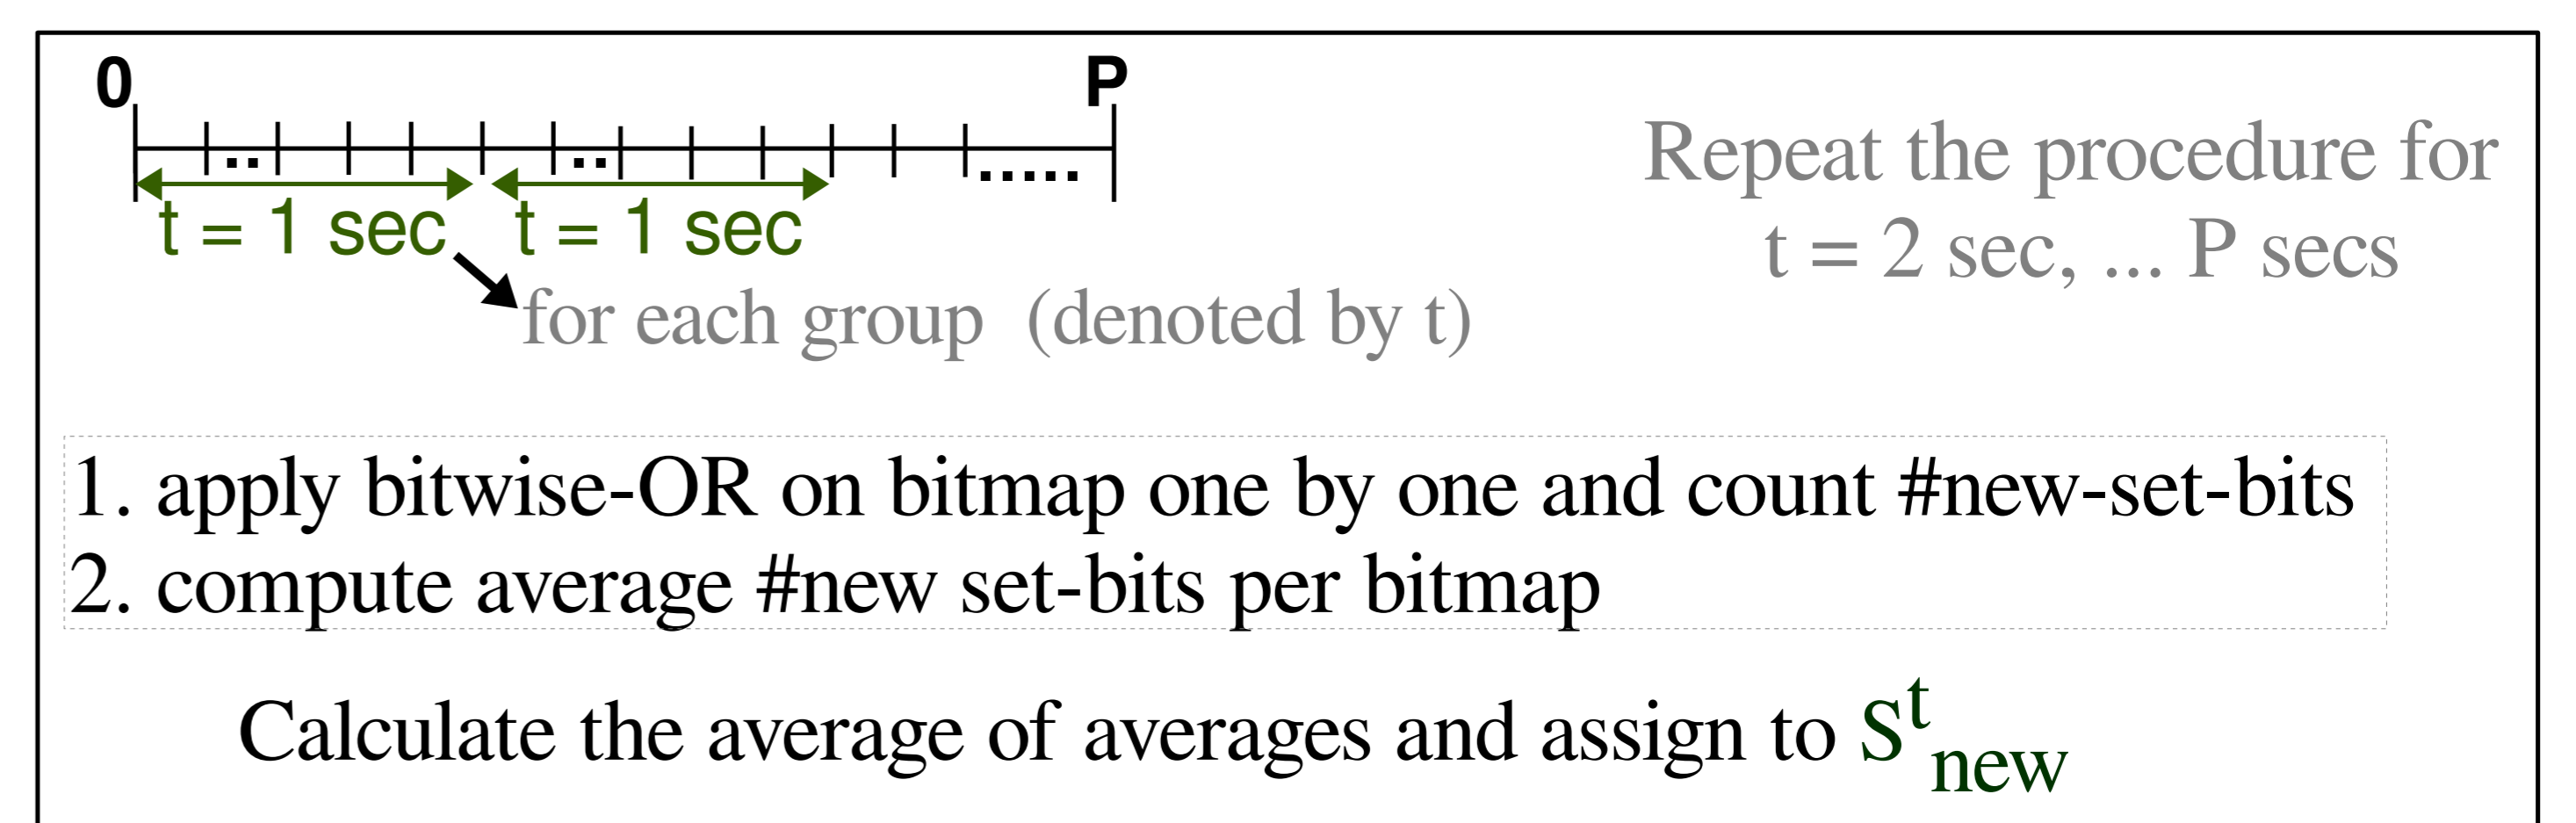 0 P
.. .. .....
t = 1 sec t = 1 sec
Repeat the procedure for
t = 2 sec, ... P secs
for each group (denoted by t)
1. apply bitwise-OR on bitmap one by one and count #new-set-bits
2. compute average #new set-bits per bitmap
Calculate the average of averages and assign to s^t_new